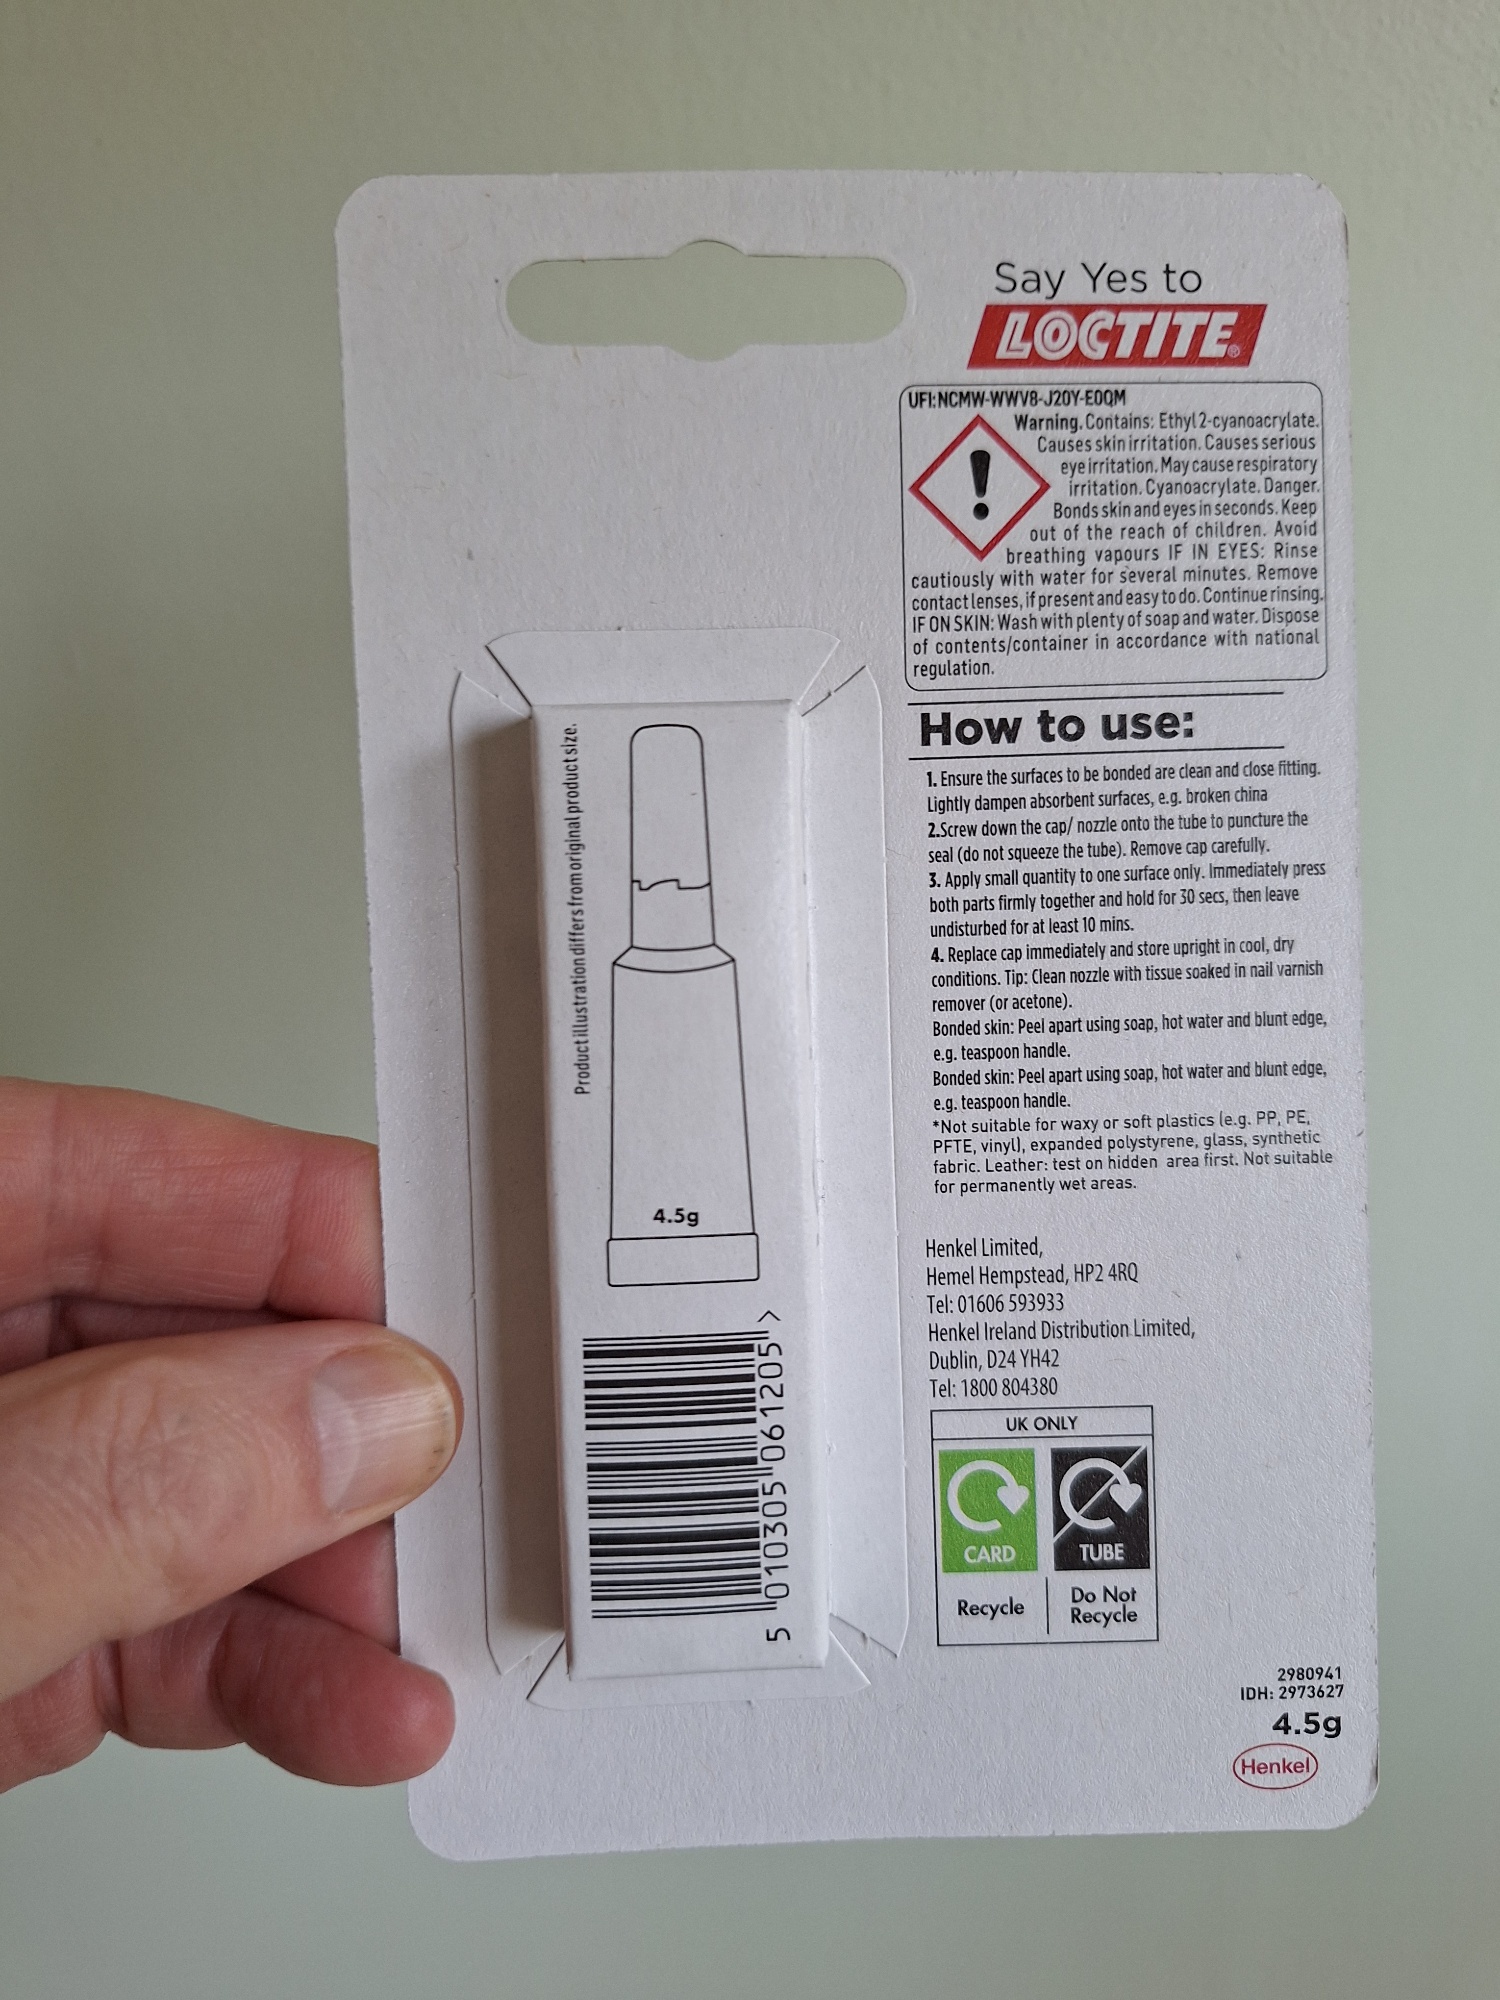 Say Yes to
LOCTITE®
UFI:NCMW-WWV8-J20Y-E0QM
Warning. Contains: Ethyl 2-cyanoacrylate.
Causes skin irritation. Causes serious
eye irritation. May cause respiratory
irritation. Cyanoacrylate. Danger.
Bonds skin and eyes in seconds. Keep
out of the reach of children. Avoid
breathing vapours IF IN EYES: Rinse
cautiously with water for several minutes. Remove
contact lenses, if present and easy to do. Continue rinsing.
IF ON SKIN: Wash with plenty of soap and water. Dispose
of contents/container in accordance with national
regulation.
How to use:
1. Ensure the surfaces to be bonded are clean and close fitting.
Lightly dampen absorbent surfaces, e.g. broken china
2.Screw down the cap/ nozzle onto the tube to puncture the
seal (do not squeeze the tube). Remove cap carefully.
3. Apply small quantity to one surface only. Immediately press
both parts firmly together and hold for 30 secs, then leave
undisturbed for at least 10 mins.
4. Replace cap immediately and store upright in cool, dry
conditions. Tip: Clean nozzle with tissue soaked in nail varnish
remover (or acetone).
Bonded skin: Peel apart using soap, hot water and blunt edge,
e.g. teaspoon handle.
Bonded skin: Peel apart using soap, hot water and blunt edge,
e.g. teaspoon handle.
*Not suitable for waxy or soft plastics (e.g. PP, PE,
PFTE, vinyl), expanded polystyrene, glass, synthetic
fabric. Leather: test on hidden area first. Not suitable
for permanently wet areas.
Henkel Limited,
Hemel Hempstead, HP2 4RQ
Tel: 01606 593933
Henkel Ireland Distribution Limited,
Dublin, D24 YH42
Tel: 1800 804380
UK ONLY
CARD TUBE
Recycle Do Not
Recycle
2980941
IDH: 2973627
4.5g
Henkel
Product illustration differs from original product size.
4.5g
5 010305 061205 >